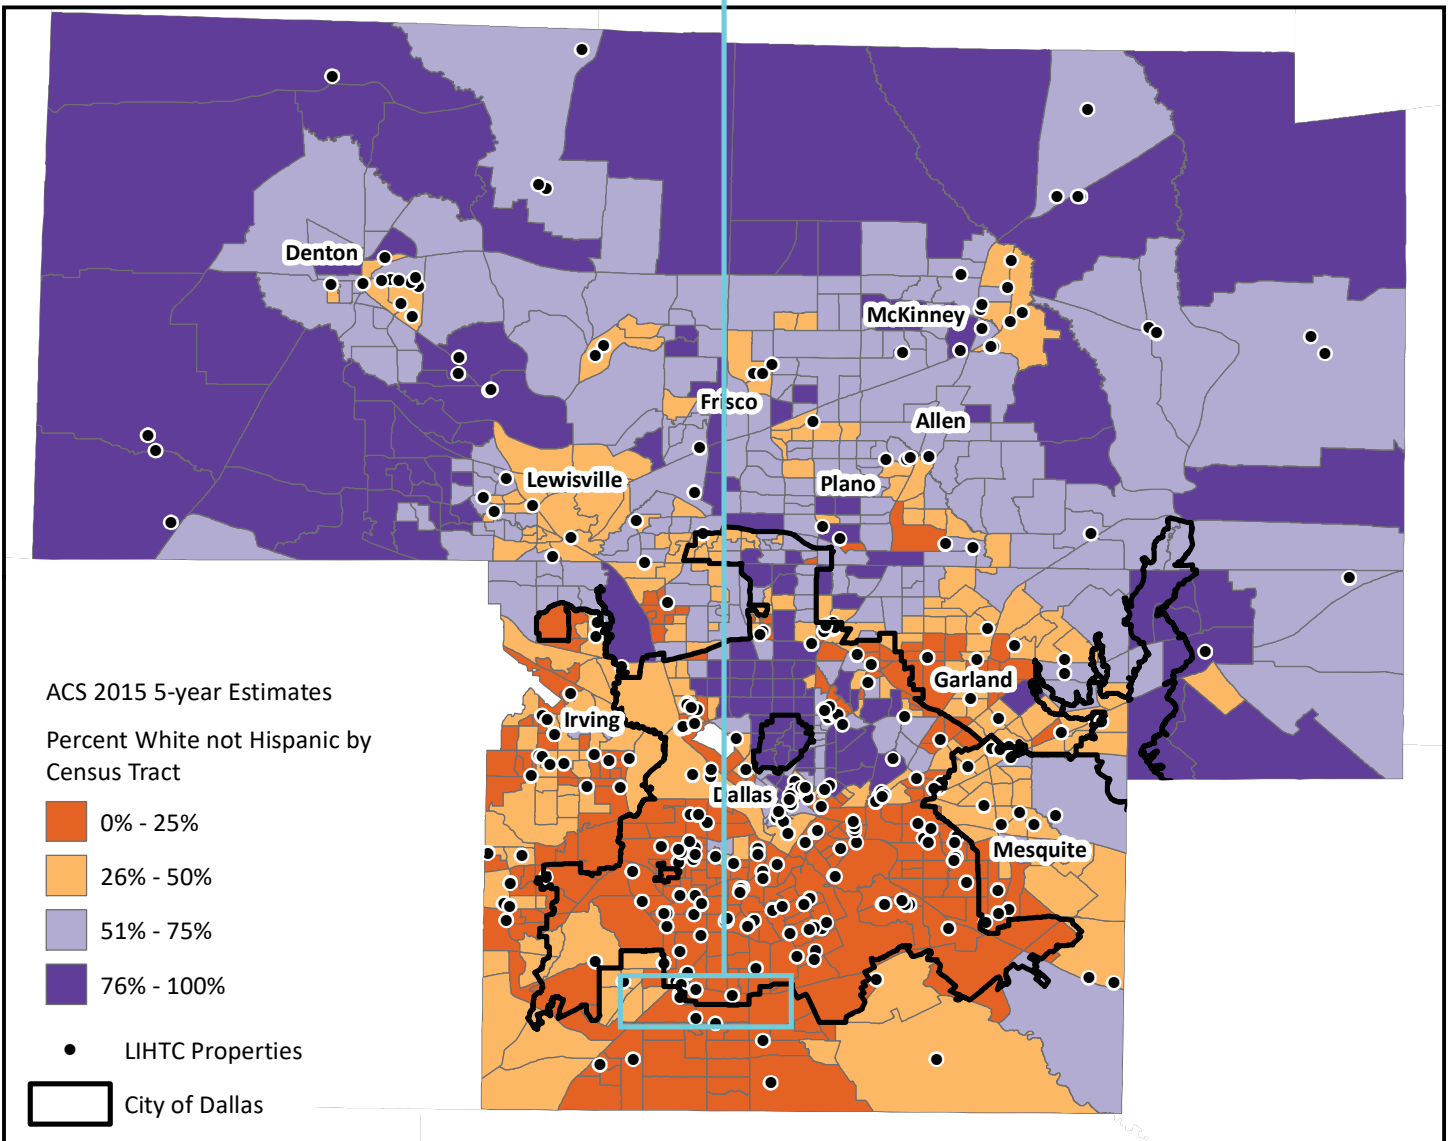 Denton
McKinney
Frisco
Allen
Lewisville
Plano
Garland
Irving
Dallas
Mesquite
ACS 2015 5-year Estimates
Percent White not Hispanic by
Census Tract
0% - 25%
26% - 50%
51% - 75%
76% - 100%
LIHTC Properties
City of Dallas